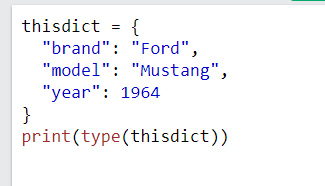 thisdict = {
  "brand": "Ford",
  "model": "Mustang",
  "year": 1964
}
print(type(thisdict))